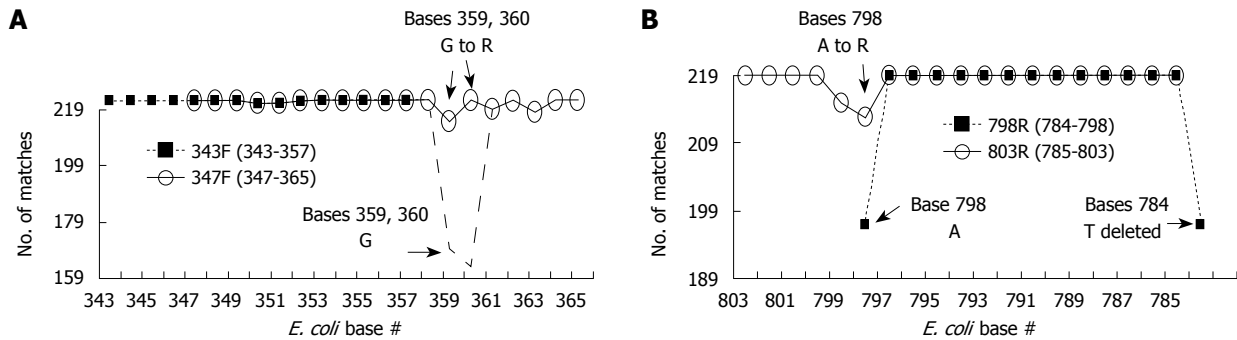 A
Bases 359, 360
G to R
219
199
179
159
No. of matches
343F (343-357)
347F (347-365)
Bases 359, 360
G
343 345 347 349 351 353 355 357 359 361 363 365
E. coli base #
B
Bases 798
A to R
219
209
199
189
No. of matches
798R (784-798)
803R (785-803)
Base 798
A
Bases 784
T deleted
803 801 799 797 795 793 791 789 787 785
E. coli base #